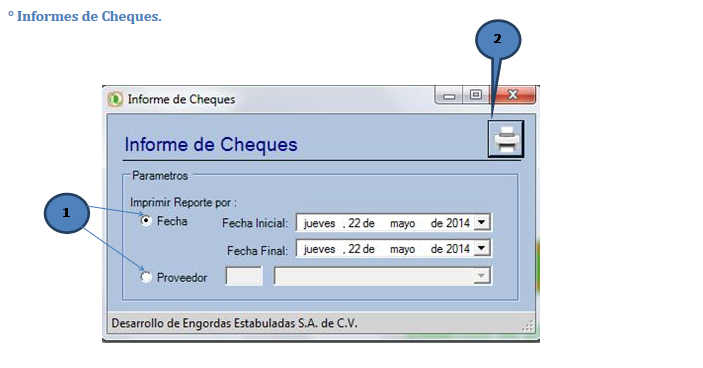 ° Informes de Cheques.
2
Informe de Cheques
Informe de Cheques
Parametros
Imprimir Reporte por :
1
Fecha Fecha Inicial: jueves , 22 de mayo de 2014
Fecha Final: jueves , 22 de mayo de 2014
Proveedor
Desarrollo de Engordas Estabuladas S.A. de C.V.